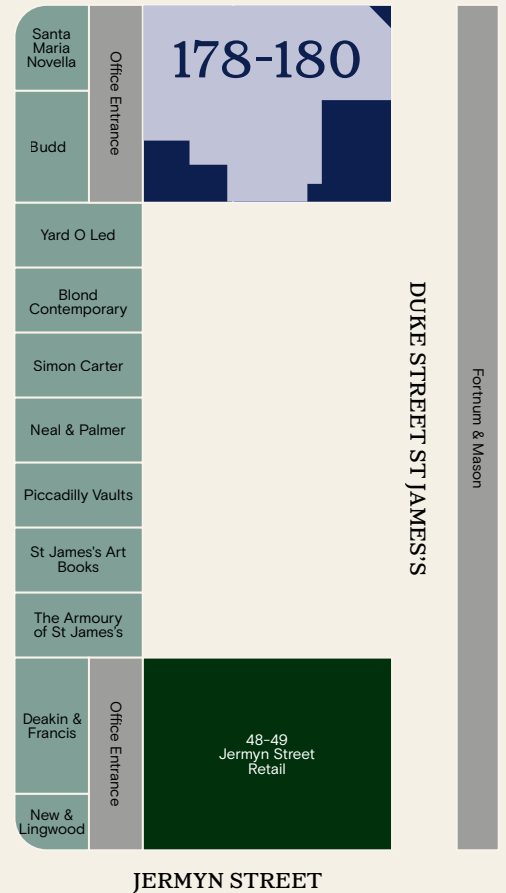 Santa
Maria
Novella
Office Entrance
178-180
Budd
Yard O Led
Blond
Contemporary
Simon Carter
Neal & Palmer
Piccadilly Vaults
St James's Art
Books
The Armoury
of St James's
DUKE STREET ST JAMES'S
Fortnum & Mason
Deakin &
Francis
Office Entrance
48-49
Jermyn Street
Retail
New &
Lingwood
JERMYN STREET